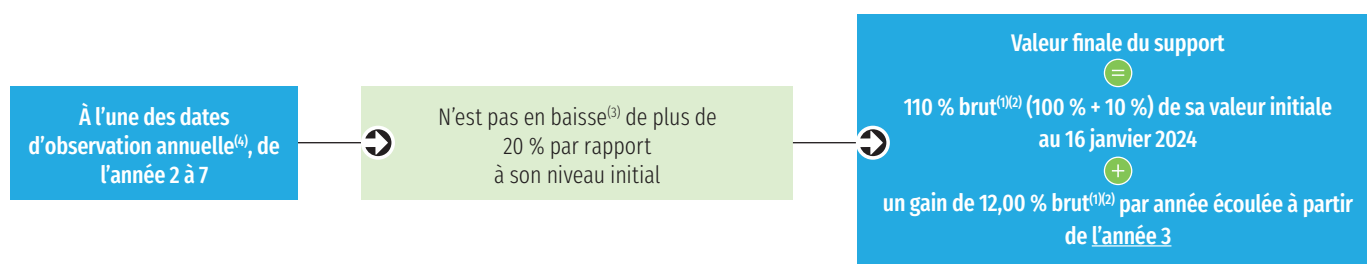 À l’une des dates
d’observation annuelle(4), de
l’année 2 à 7
N’est pas en baisse(3) de plus de
20 % par rapport
à son niveau initial
Valeur finale du support
=
110 % brut(1)(2) (100 % + 10 %) de sa valeur initiale
au 16 janvier 2024
+
un gain de 12,00 % brut(1)(2) par année écoulée à partir
de l’année 3